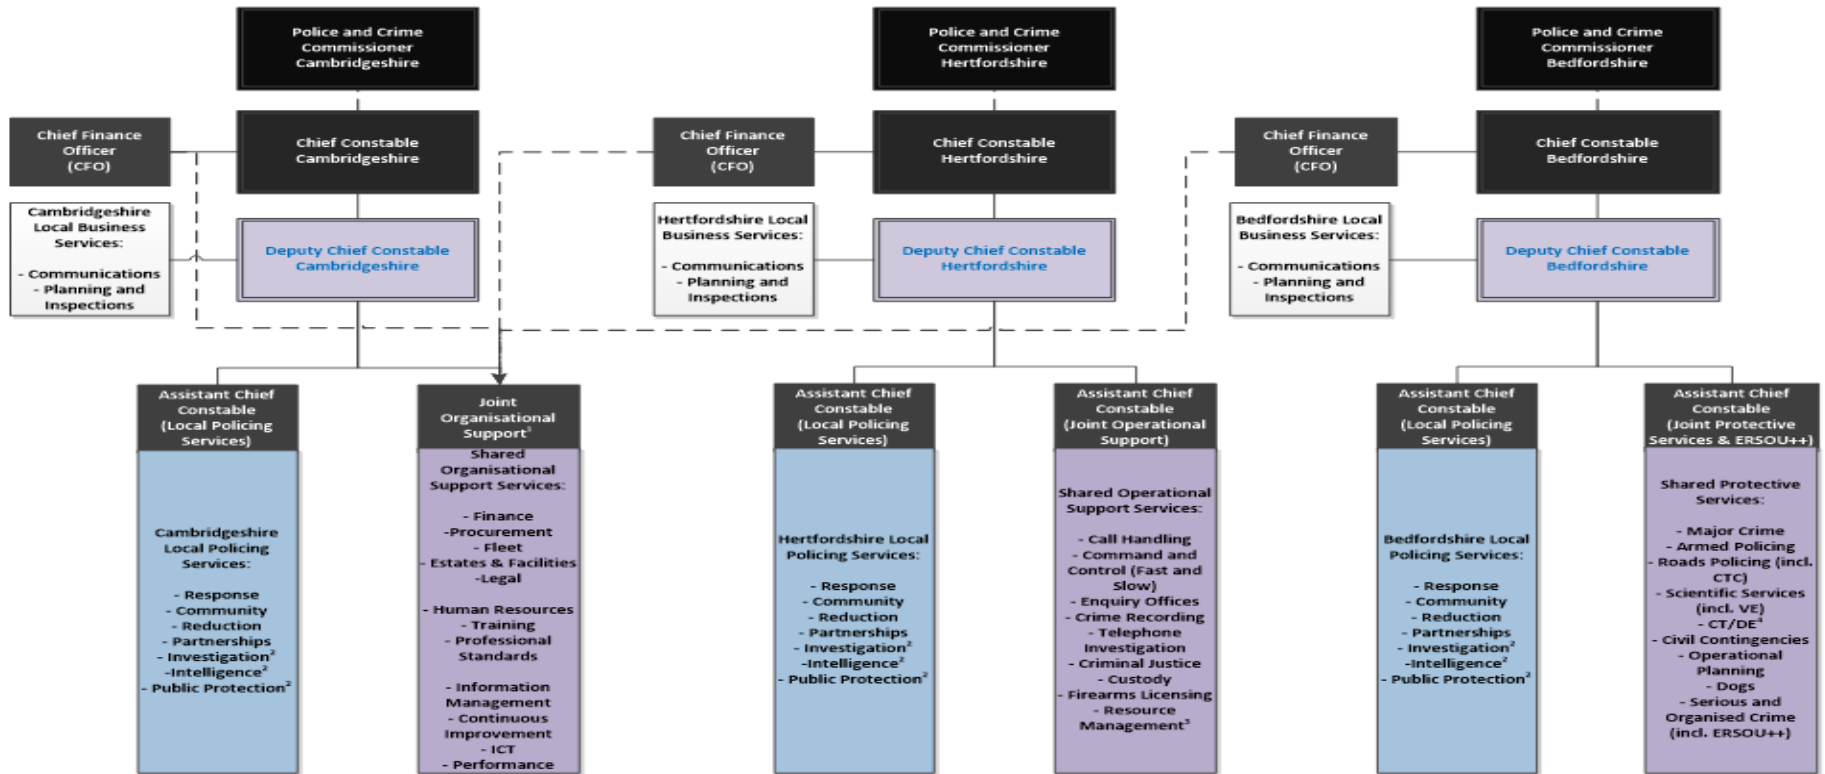 Police and Crime
Commissioner
Cambridgeshire
Police and Crime
Commissioner
Hertfordshire
Police and Crime
Commissioner
Bedfordshire
Chief Finance
Officer
(CFO)
Chief Constable
Cambridgeshire
Chief Finance
Officer
(CFO)
Chief Constable
Hertfordshire
Chief Finance
Officer
(CFO)
Chief Constable
Bedfordshire
Cambridgeshire
Local Business
Services:
- Communications
- Planning and
Inspections
Deputy Chief Constable
Cambridgeshire
Hertfordshire Local
Business Services:
- Communications
- Planning and
Inspections
Deputy Chief Constable
Hertfordshire
Bedfordshire Local
Business Services:
- Communications
- Planning and
Inspections
Deputy Chief Constable
Bedfordshire
Assistant Chief
Constable
(Local Policing
Services)
Cambridgeshire
Local Policing
Services:
- Response
- Community
- Reduction
- Partnerships
- Investigation²
-Intelligence²
- Public Protection²
Joint
Organisational
Support³
Shared
Organisational
Support Services:
- Finance
-Procurement
- Fleet
- Estates & Facilities
-Legal
- Human Resources
- Training
- Professional
Standards
- Information
Management
- Continuous
Improvement
- ICT
- Performance
Assistant Chief
Constable
(Local Policing
Services)
Hertfordshire Local
Policing Services:
- Response
- Community
- Reduction
- Partnerships
- Investigation²
-Intelligence²
- Public Protection²
Assistant Chief
Constable
(Joint Operational
Support)
Shared Operational
Support Services:
- Call Handling
- Command and
Control (Fast and
Slow)
- Enquiry Offices
- Crime Recording
- Telephone
Investigation
- Criminal Justice
- Custody
- Firearms Licensing
- Resource
Management³
Assistant Chief
Constable
(Local Policing
Services)
Bedfordshire Local
Policing Services:
- Response
- Community
- Reduction
- Partnerships
- Investigation²
-Intelligence²
- Public Protection²
Assistant Chief
Constable
(Joint Protective
Services & ERSOU++)
Shared Protective
Services:
- Major Crime
- Armed Policing
- Roads Policing (incl.
CTC)
- Scientific Services
(incl. VE)
- CT/DE⁴
- Civil Contingencies
- Operational
Planning
- Dogs
- Serious and
Organised Crime
(incl. ERSOU++)